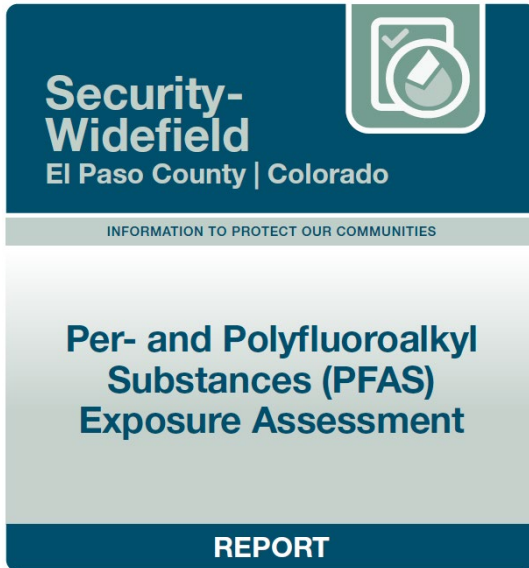 Security-
Widefield
El Paso County | Colorado
INFORMATION TO PROTECT OUR COMMUNITIES
Per- and Polyfluoroalkyl
Substances (PFAS)
Exposure Assessment
REPORT